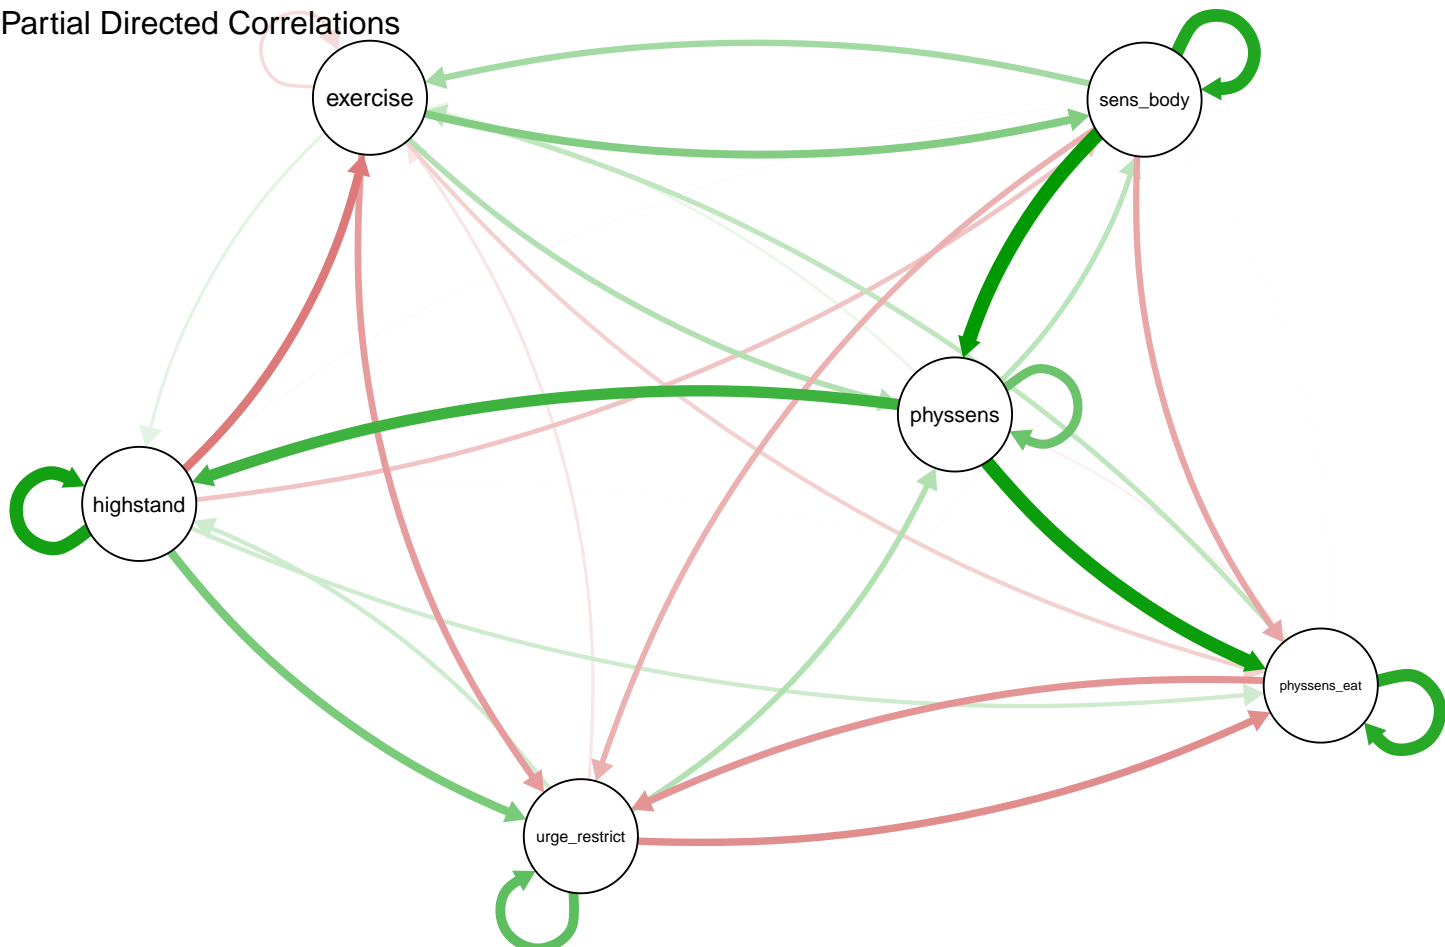 Partial Directed Correlations
exercise
sens_body
physsens
highstand
physsens_eat
urge_restrict